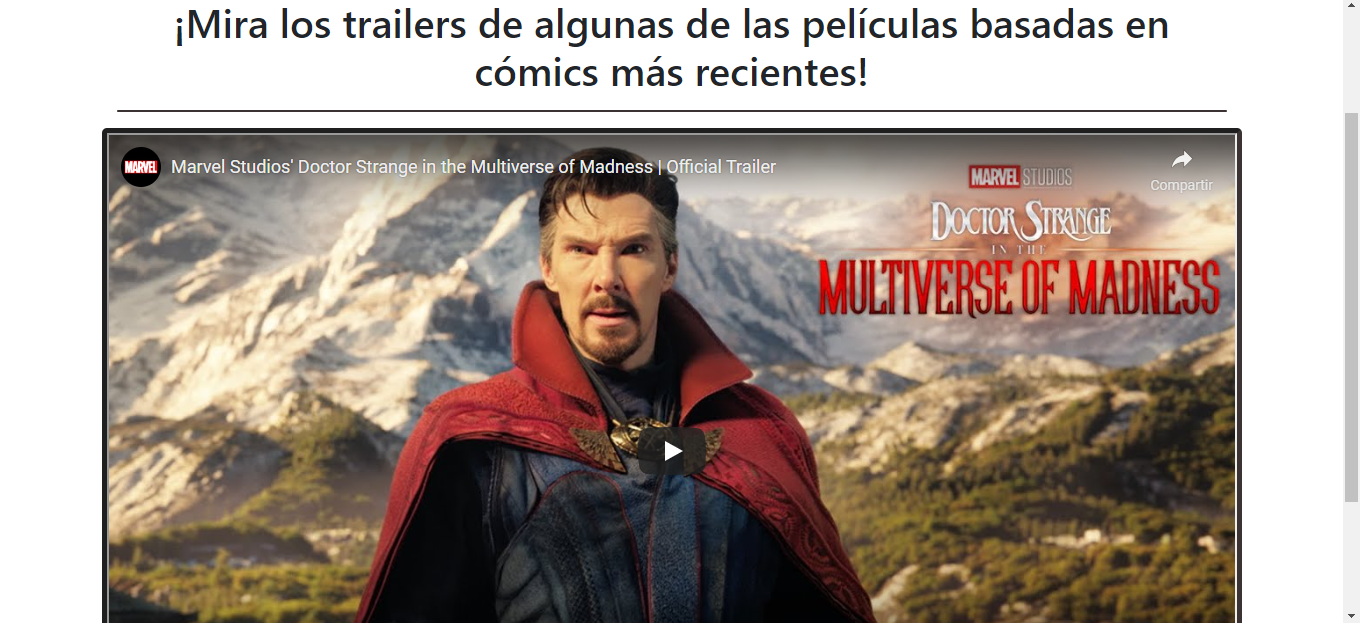 ¡Mira los trailers de algunas de las películas basadas en
cómics más recientes!
MARVEL
Marvel Studios' Doctor Strange in the Multiverse of Madness | Official Trailer
Compartir
MARVEL STUDIOS
DOCTOR STRANGE
IN THE
MULTIVERSE OF MADNESS